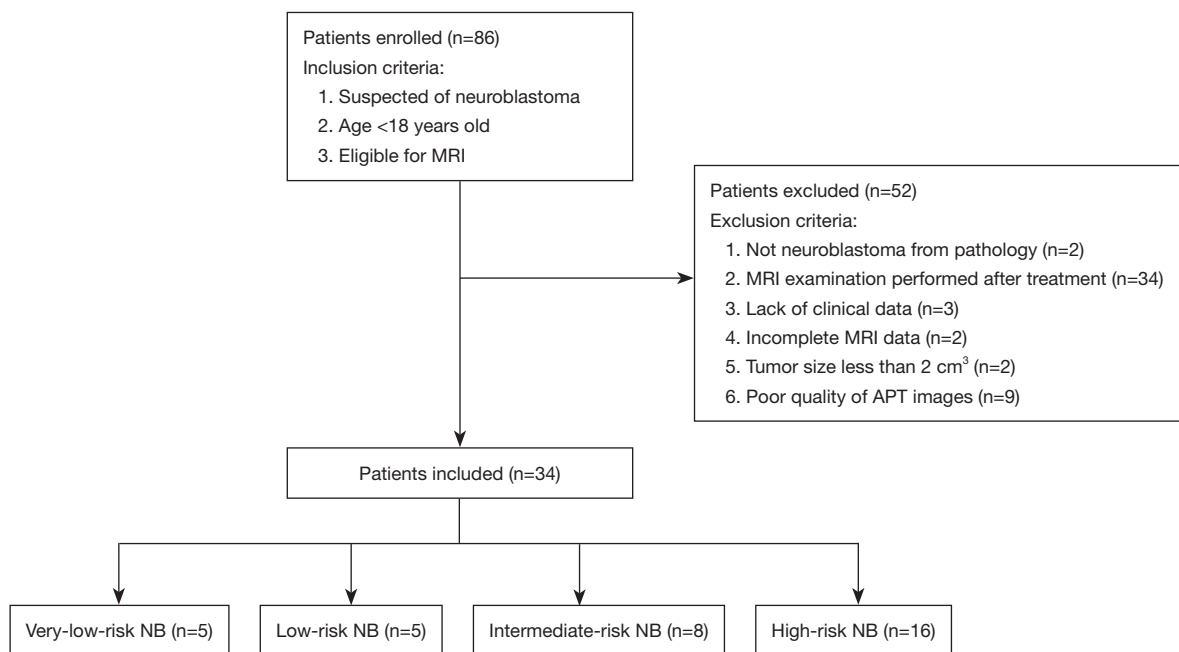 Patients enrolled (n=86)
Inclusion criteria:
1. Suspected of neuroblastoma
2. Age <18 years old
3. Eligible for MRI
Patients excluded (n=52)
Exclusion criteria:
1. Not neuroblastoma from pathology (n=2)
2. MRI examination performed after treatment (n=34)
3. Lack of clinical data (n=3)
4. Incomplete MRI data (n=2)
5. Tumor size less than 2 cm³ (n=2)
6. Poor quality of APT images (n=9)
Patients included (n=34)
Very-low-risk NB (n=5)
Low-risk NB (n=5)
Intermediate-risk NB (n=8)
High-risk NB (n=16)